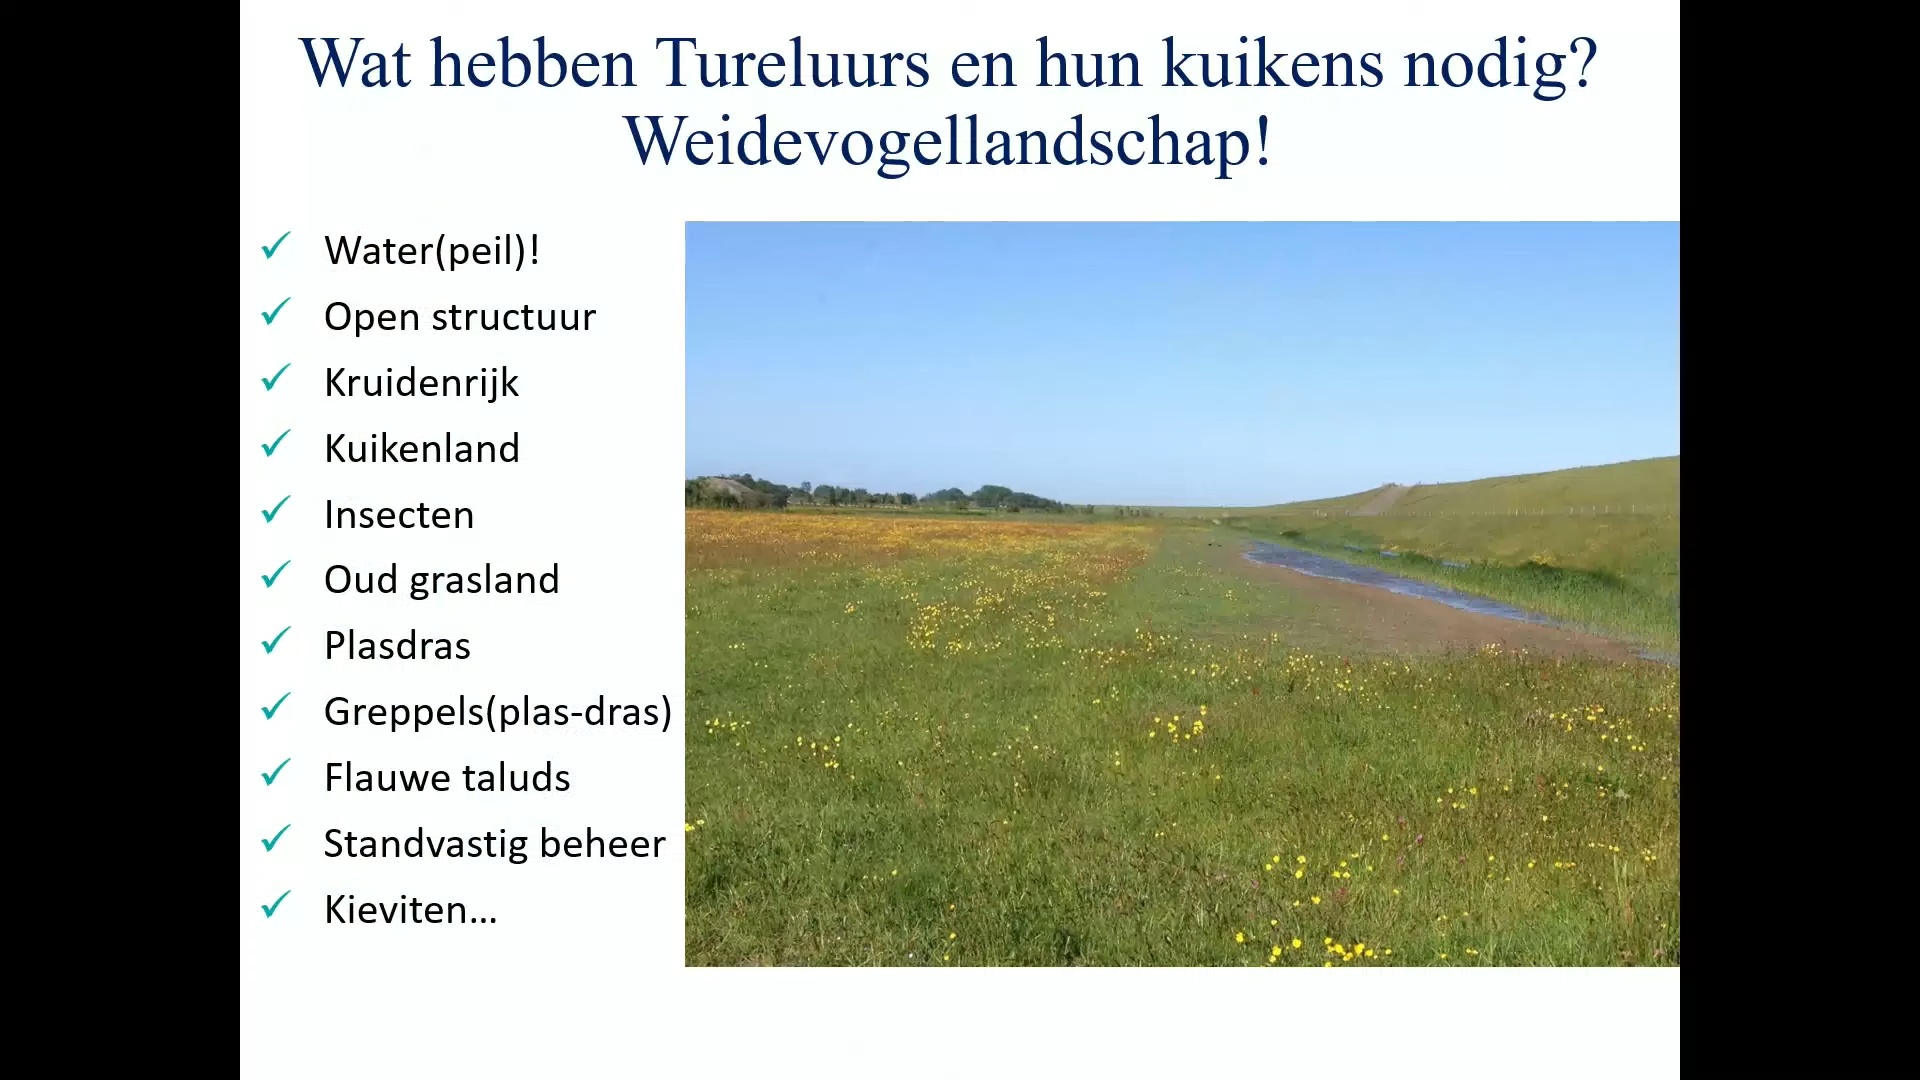 Wat hebben Tureluurs en hun kuikens nodig?
Weidevogellandschap!
Water(peil)!
Open structuur
Kruidenrijk
Kuikenland
Insecten
Oud grasland
Plasdras
Greppels(plas-dras)
Flauwe taluds
Standvastig beheer
Kieviten…